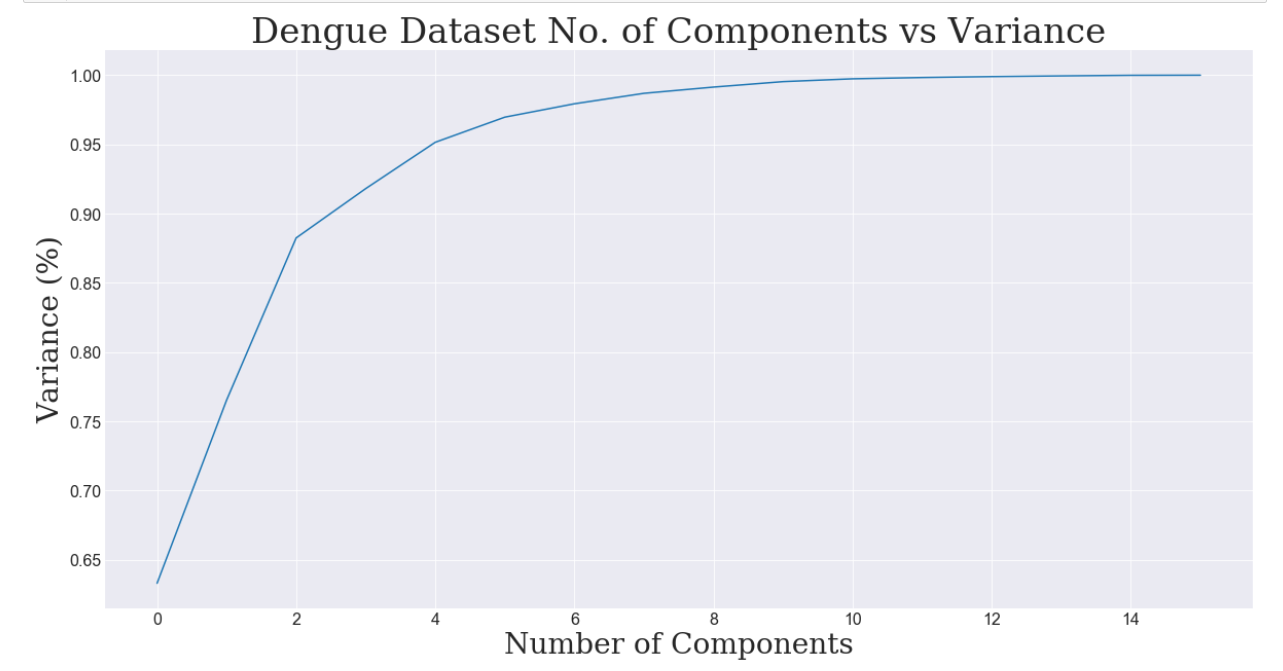 Dengue Dataset No. of Components vs Variance
1.00
0.95
0.90
0.85
0.80
0.75
0.70
0.65
Variance (%)
0 2 4 6 8 10 12 14
Number of Components